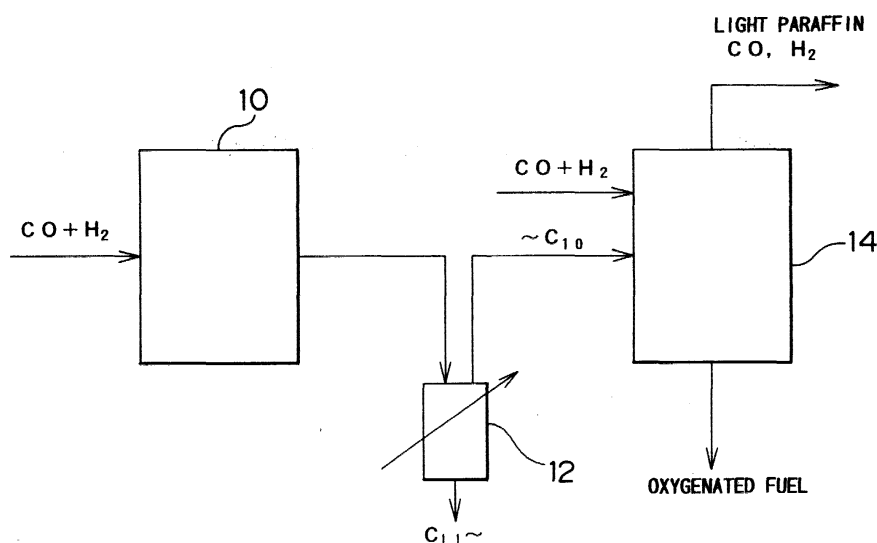 LIGHT PARAFFIN
CO, H₂
10
CO+H₂
CO+H₂
~C₁₀
14
12
OXYGENATED FUEL
C₁₁~